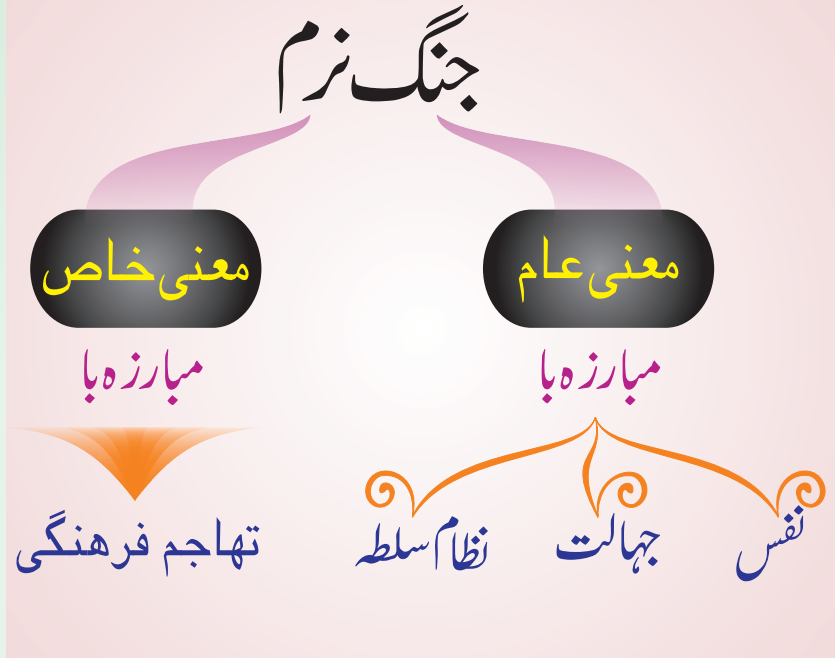 جنگ نرم
معنی عام
معنی خاص
مبارزه با
مبارزه با
نفس
جهالت
نظام سلطه
تهاجم فرهنگی